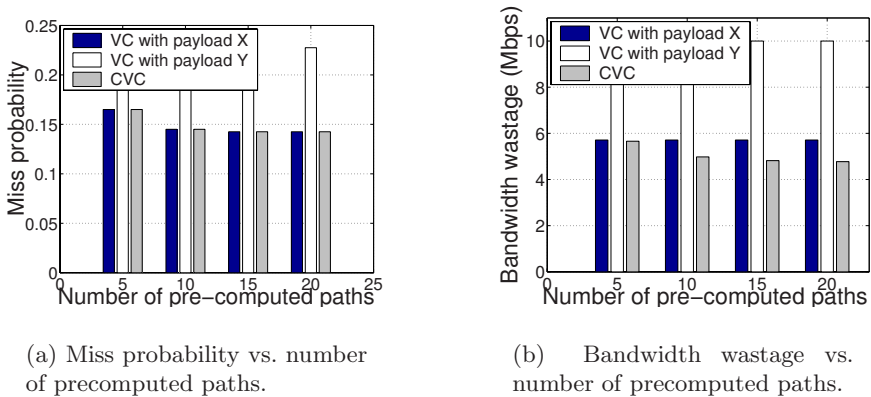 0.25
0.2
0.15
0.1
0.05
0
Miss probability
VC with payload X
VC with payload Y
CVC
0 5 10 15 20 25
Number of pre−computed paths
(a) Miss probability vs. number
of precomputed paths.
10
8
6
4
2
0
Bandwidth wastage (Mbps)
VC with payload X
VC with payload Y
CVC
0 5 10 15 20
Number of pre−computed paths
(b) Bandwidth wastage vs.
number of precomputed paths.